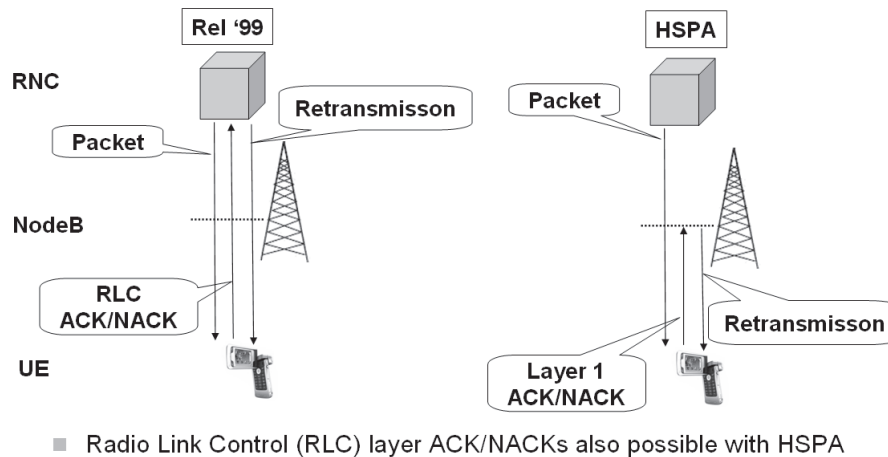 Rel ‘99
HSPA
RNC
Packet
Retransmisson
Packet
NodeB
RLC
ACK/NACK
Retransmisson
Layer 1
ACK/NACK
UE
Radio Link Control (RLC) layer ACK/NACKs also possible with HSPA